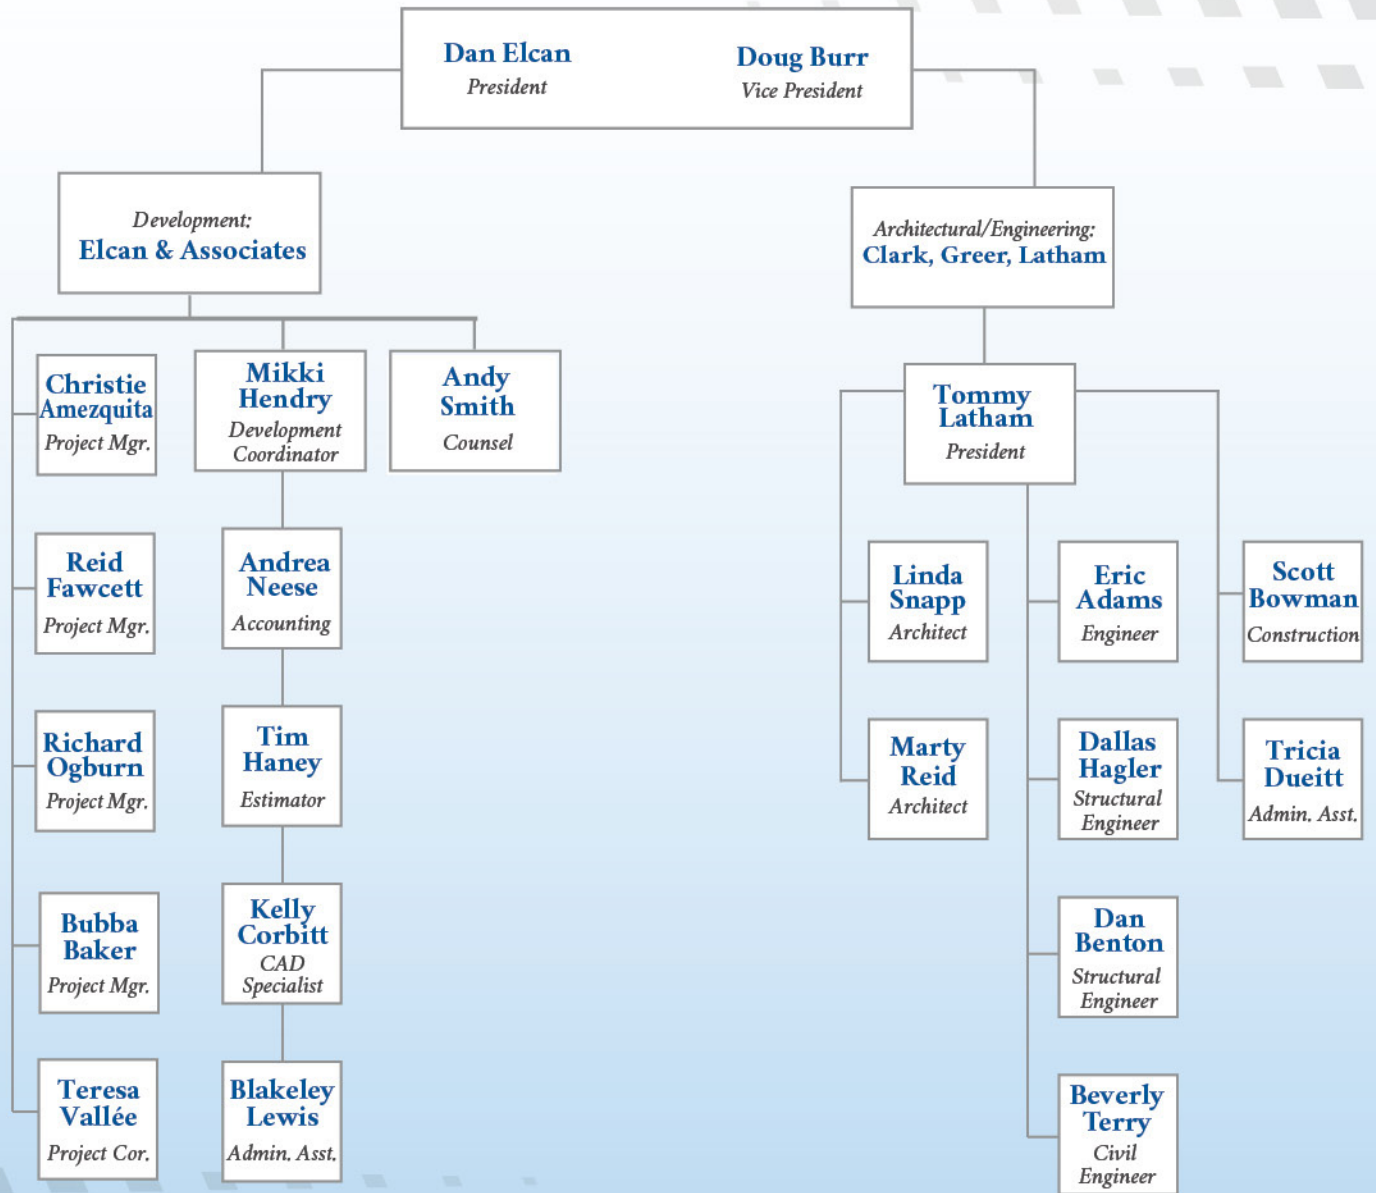 Dan Elcan
President
Doug Burr
Vice President
Development:
Elcan & Associates
Architectural/Engineering:
Clark, Greer, Latham
Christie
Amezquita
Project Mgr.
Mikki
Hendry
Development
Coordinator
Andy
Smith
Counsel
Tommy
Latham
President
Reid
Fawcett
Project Mgr.
Andrea
Neese
Accounting
Linda
Snapp
Architect
Eric
Adams
Engineer
Scott
Bowman
Construction
Richard
Ogburn
Project Mgr.
Tim
Haney
Estimator
Marty
Reid
Architect
Dallas
Hagler
Structural
Engineer
Tricia
Dueitt
Admin. Asst.
Bubba
Baker
Project Mgr.
Kelly
Corbitt
CAD
Specialist
Dan
Benton
Structural
Engineer
Teresa
Vallée
Project Cor.
Blakeley
Lewis
Admin. Asst.
Beverly
Terry
Civil
Engineer